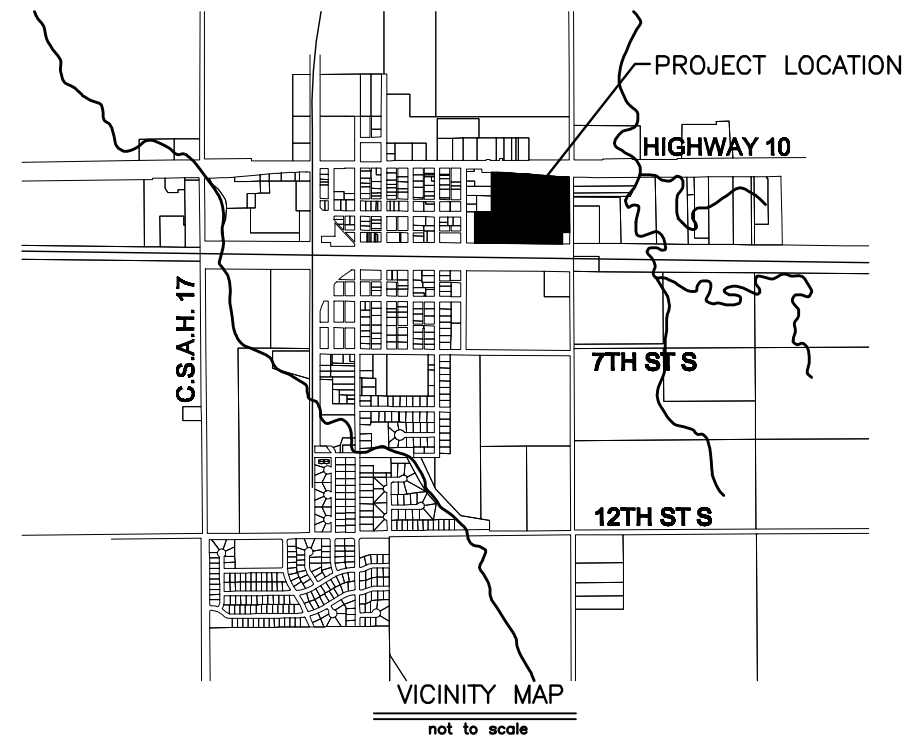 PROJECT LOCATION
HIGHWAY 10
C.S.A.H. 17
7TH ST S
12TH ST S
VICINITY MAP
not to scale